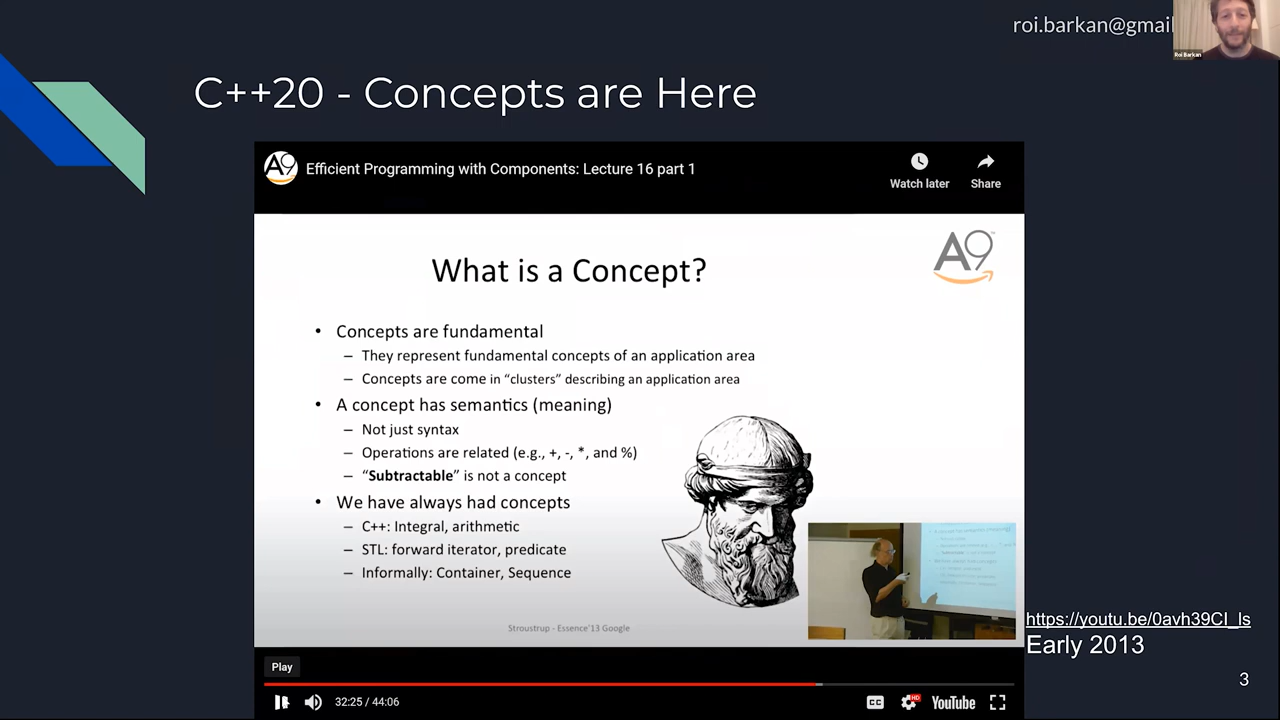 roi.barkan@gmail
Roi Barkan
C++20 - Concepts are Here
A9 Efficient Programming with Components: Lecture 16 part 1
Watch later
Share
A9
What is a Concept?
• Concepts are fundamental
– They represent fundamental concepts of an application area
– Concepts are come in “clusters” describing an application area
• A concept has semantics (meaning)
– Not just syntax
– Operations are related (e.g., +, -, *, and %)
– “Subtractable” is not a concept
• We have always had concepts
– C++: Integral, arithmetic
– STL: forward iterator, predicate
– Informally: Container, Sequence
Stroustrup - Essence'13 Google
https://youtu.be/0avh39CI_ls
Early 2013
Play
32:25 / 44:06
CC
HD
YouTube
3